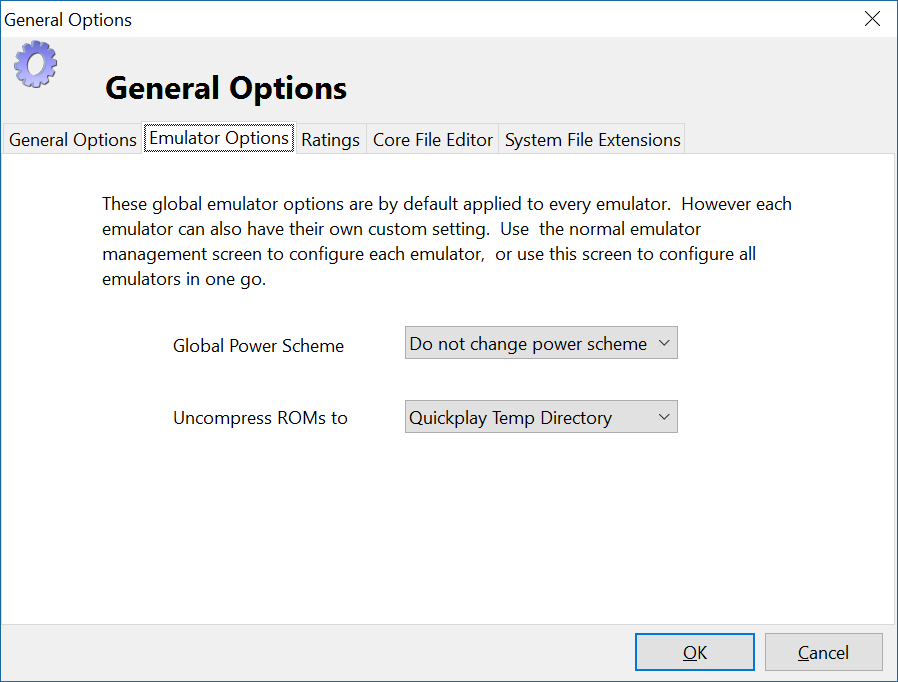 General Options
General Options
General Options Emulator Options Ratings Core File Editor System File Extensions
These global emulator options are by default applied to every emulator.  However each
emulator can also have their own custom setting.  Use  the normal emulator
management screen to configure each emulator,  or use this screen to configure all
emulators in one go.
Global Power Scheme Do not change power scheme
Uncompress ROMs to Quickplay Temp Directory
OK Cancel